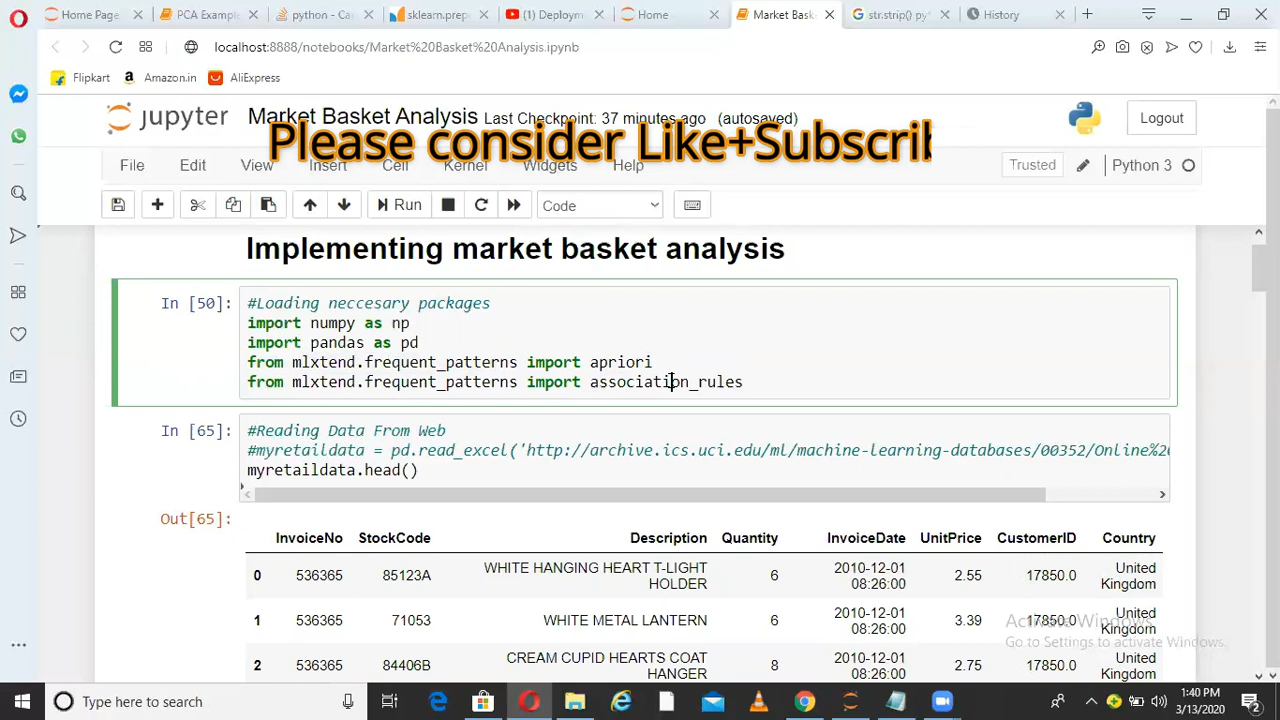 Home Page
PCA Example
python - Ca
sklearn.prep
(1) Deploym
Home
Market Bask
str.strip() py
History
localhost:8888/notebooks/Market%20Basket%20Analysis.ipynb
Flipkart
Amazon.in
AliExpress
jupyter
Market Basket Analysis
Last Checkpoint: 37 minutes ago (autosaved)
Logout
Please consider Like+Subscrib
File
Edit
View
Insert
Cell
Kernel
Widgets
Help
Trusted
Python 3
Run
Code
Implementing market basket analysis
In [50]:
#Loading neccesary packages
import numpy as np
import pandas as pd
from mlxtend.frequent_patterns import apriori
from mlxtend.frequent_patterns import association_rules
In [65]:
#Reading Data From Web
#myretaildata = pd.read_excel('http://archive.ics.uci.edu/ml/machine-learning-databases/00352/Online%2
myretaildata.head()
Out[65]:
InvoiceNo StockCode Description Quantity InvoiceDate UnitPrice CustomerID Country
0 536365 85123A WHITE HANGING HEART T-LIGHT HOLDER 6 2010-12-01 08:26:00 2.55 17850.0 United Kingdom
1 536365 71053 WHITE METAL LANTERN 6 2010-12-01 08:26:00 3.39 17850.0 United Kingdom
2 536365 84406B CREAM CUPID HEARTS COAT HANGER 8 2010-12-01 08:26:00 2.75 17850.0 United Kingdom
Activate Windows
Go to Settings to activate Windows.
Type here to search
1:40 PM
3/13/2020
2